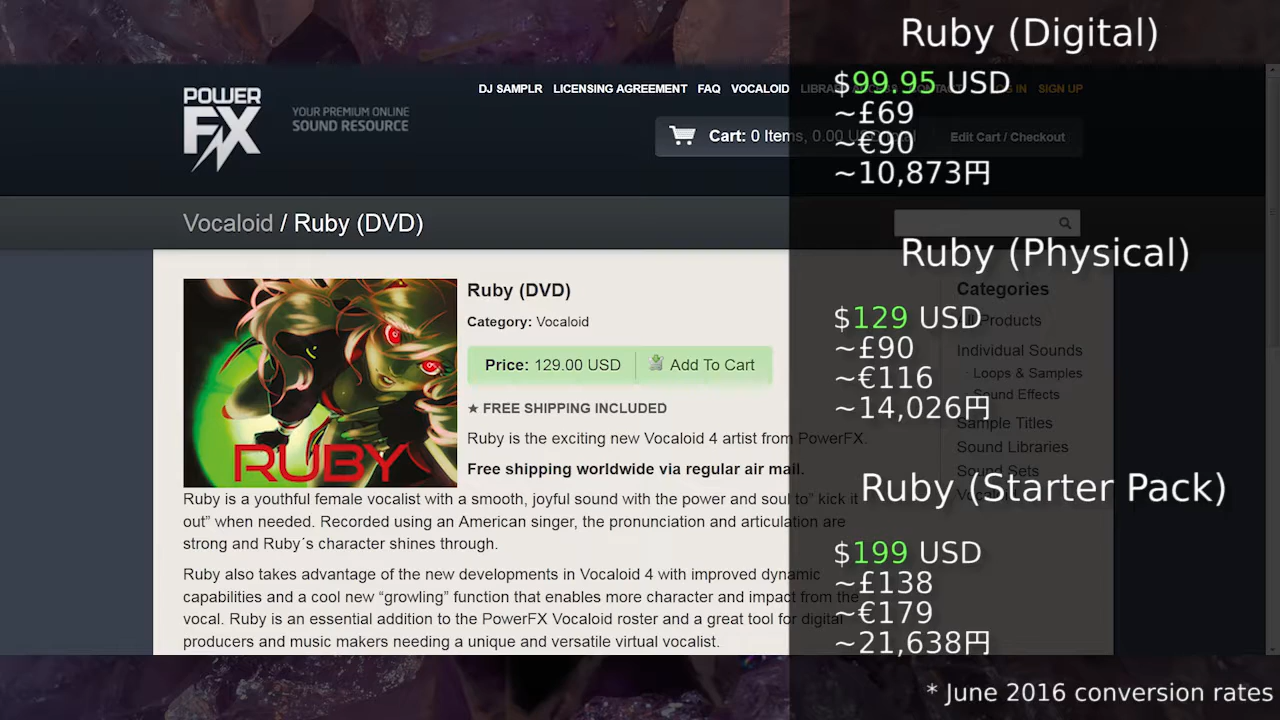 POWER FX
YOUR PREMIUM ONLINE
SOUND RESOURCE
DJ SAMPLR LICENSING AGREEMENT FAQ VOCALOID
SIGN UP
Cart: 0 Items, 0.00
Edit Cart / Checkout
Vocaloid / Ruby (DVD)
RUBY
Ruby (DVD)
Category: Vocaloid
Price: 129.00 USD
Add To Cart
★ FREE SHIPPING INCLUDED
Ruby is the exciting new Vocaloid 4 artist from PowerFX.
Free shipping worldwide via regular air mail.
Ruby is a youthful female vocalist with a smooth, joyful sound with the power and soul to” kick it
out” when needed. Recorded using an American singer, the pronunciation and articulation are
strong and Ruby´s character shines through.
Ruby also takes advantage of the new developments in Vocaloid 4 with improved dynamic
capabilities and a cool new “growling” function that enables more character and impact from the
vocal. Ruby is an essential addition to the PowerFX Vocaloid roster and a great tool for digital
producers and music makers needing a unique and versatile virtual vocalist.
Categories
Products
Individual Sounds
Loops & Samples
Sound Effects
Sample Titles
Sound Libraries
Sound Sets
Ruby (Digital)
$99.95 USD
~£69
~€90
~10,873円
Ruby (Physical)
$129 USD
~£90
~€116
~14,026円
Ruby (Starter Pack)
$199 USD
~£138
~€179
~21,638円
* June 2016 conversion rates